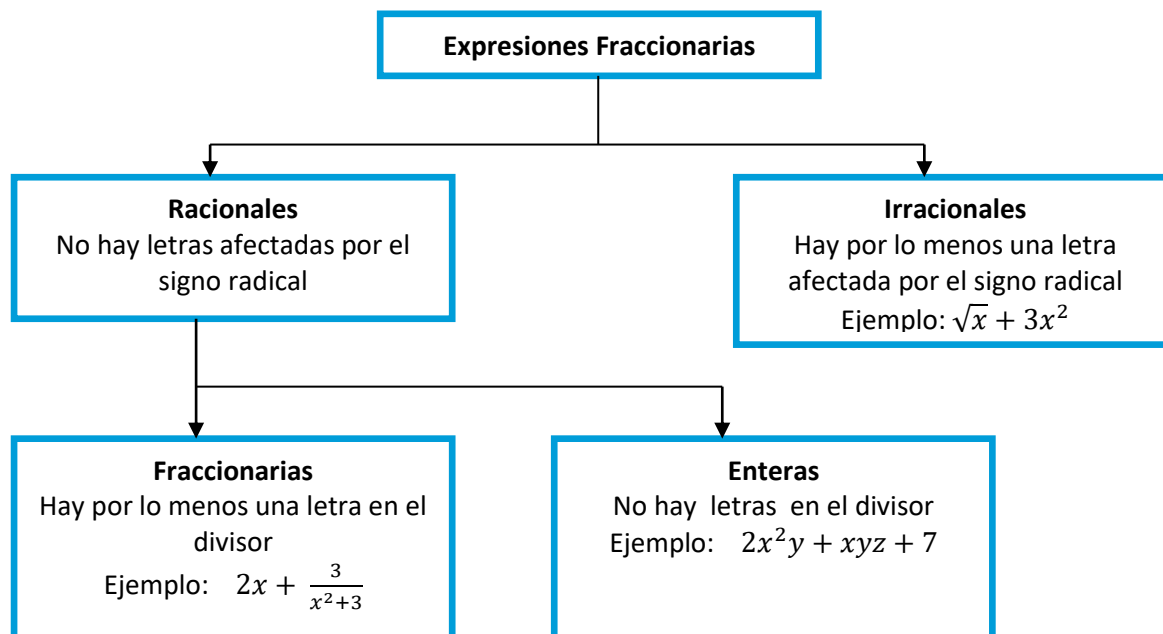 Expresiones Fraccionarias
Racionales
No hay letras afectadas por el
signo radical
Irracionales
Hay por lo menos una letra
afectada por el signo radical
Ejemplo: √x + 3x²
Fraccionarias
Hay por lo menos una letra en el
divisor
Ejemplo: 2x + 3/(x²+3)
Enteras
No hay letras en el divisor
Ejemplo: 2x²y + xyz + 7